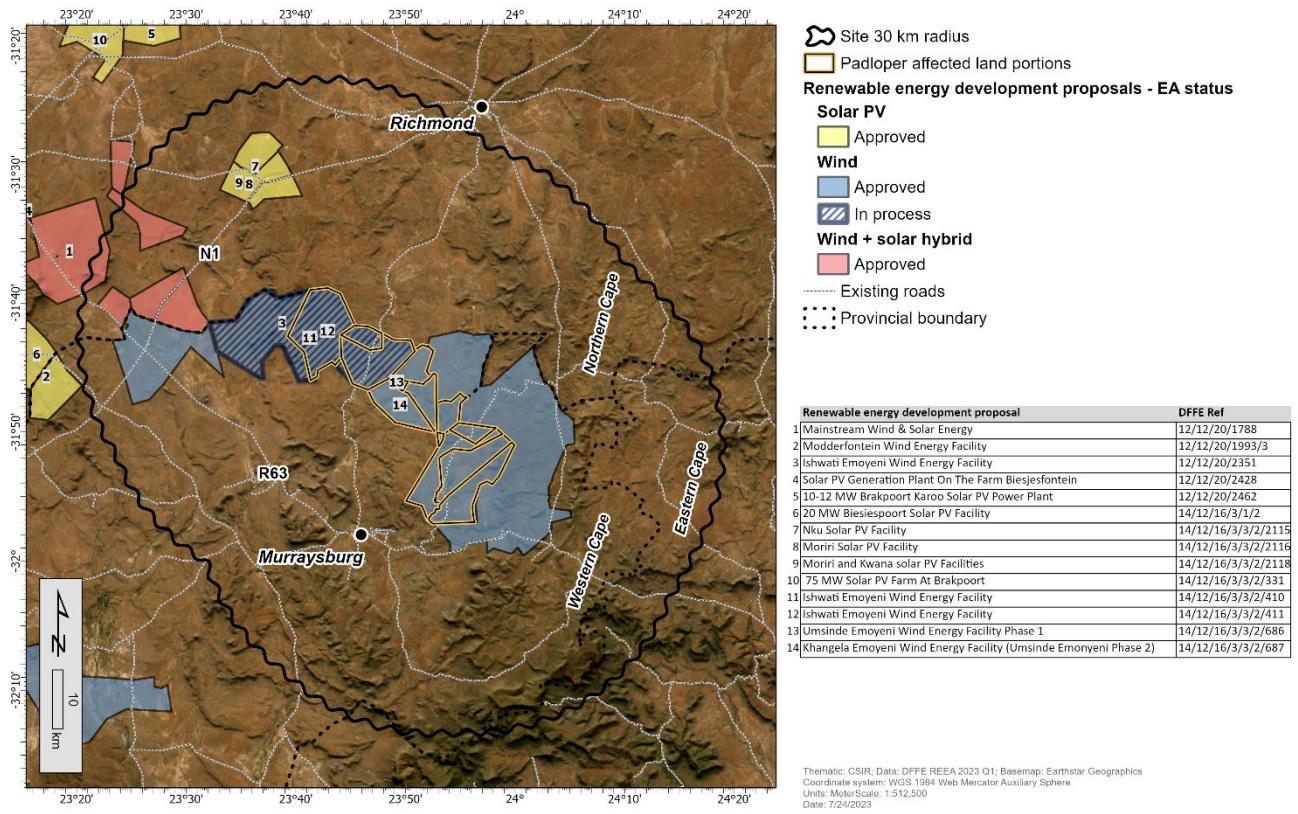 23°20' 23°30' 23°40' 23°50' 24° 24°10' 24°20'
-31°20'
-31°30'
-31°40'
-31°50'
-32°
-32°10'
10
5
Richmond
7
9 8
4
1
N1
3
11 12
6
2
13
14
R63
Murraysburg
Northern Cape
Western Cape
Eastern Cape
N
10
km
23°20' 23°30' 23°40' 23°50' 24° 24°10' 24°20'
Site 30 km radius
Padloper affected land portions
Renewable energy development proposals - EA status
Solar PV
Approved
Wind
Approved
In process
Wind + solar hybrid
Approved
Existing roads
Provincial boundary
Renewable energy development proposal DFFE Ref
1 Mainstream Wind & Solar Energy 12/12/20/1788
2 Modderfontein Wind Energy Facility 12/12/20/1993/3
3 Ishwati Emoyeni Wind Energy Facility 12/12/20/2351
4 Solar PV Generation Plant On The Farm Biesjesfontein 12/12/20/2428
5 10-12 MW Brakpoort Karoo Solar PV Power Plant 12/12/20/2462
6 20 MW Biesiespoort Solar PV Facility 14/12/16/3/1/2
7 Nku Solar PV Facility 14/12/16/3/3/2/2115
8 Moriri Solar PV Facility 14/12/16/3/3/2/2116
9 Moriri and Kwana solar PV Facilities 14/12/16/3/3/2/2118
10 75 MW Solar PV Farm At Brakpoort 14/12/16/3/3/2/331
11 Ishwati Emoyeni Wind Energy Facility 14/12/16/3/3/2/410
12 Ishwati Emoyeni Wind Energy Facility 14/12/16/3/3/2/411
13 Umsinde Emoyeni Wind Energy Facility Phase 1 14/12/16/3/3/2/686
14 Khangela Emoyeni Wind Energy Facility (Umsinde Emonyeni Phase 2) 14/12/16/3/3/2/687
Thematic: CSIR; Data: DFFE REEA 2023 Q1; Basemap: Earthstar Geographics
Coordinate system: WGS 1984 Web Mercator Auxiliary Sphere
Units: MeterScale: 1:512,500
Date: 7/24/2023